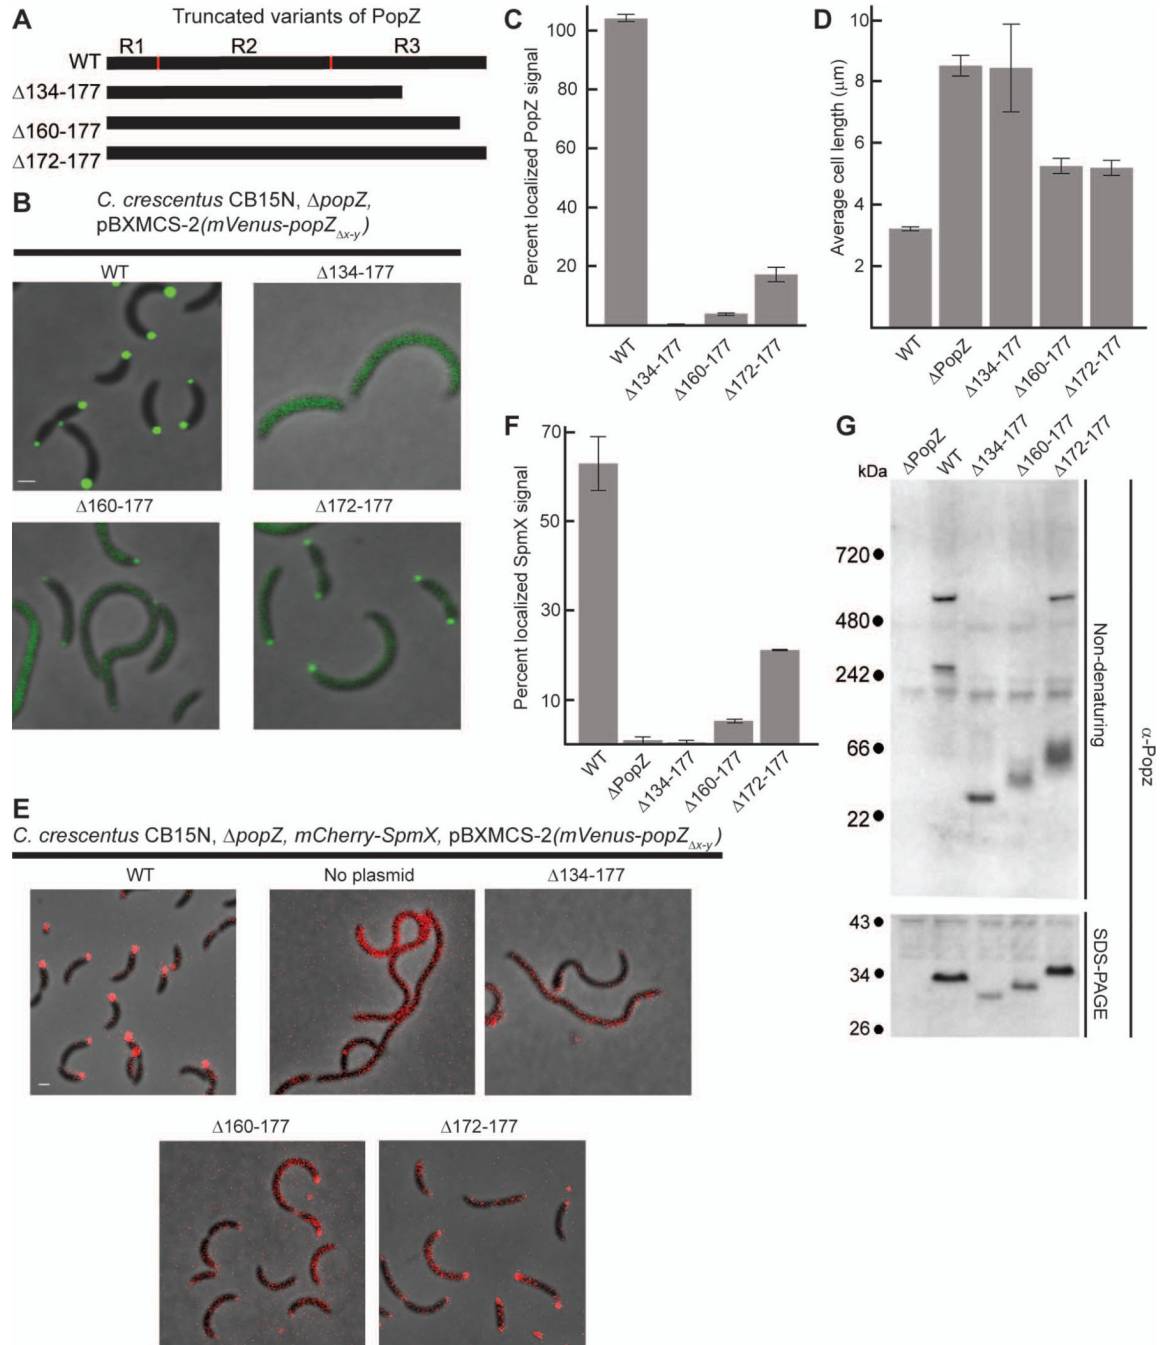 A
Truncated variants of PopZ
R1 R2 R3
WT
Δ134-177
Δ160-177
Δ172-177
B
C. crescentus CB15N, ΔpopZ,
pBXMCS-2(mVenus-popZΔx-y)
WT
Δ134-177
Δ160-177
Δ172-177
C
Percent localized PopZ signal
100
80
60
40
20
WT
Δ134-177
Δ160-177
Δ172-177
D
Average cell length (μm)
10
8
6
4
2
WT
ΔPopZ
Δ134-177
Δ160-177
Δ172-177
F
Percent localized SpmX signal
70
50
30
10
WT
ΔPopZ
Δ134-177
Δ160-177
Δ172-177
G
ΔPopZ
WT
Δ134-177
Δ160-177
Δ172-177
kDa
720
480
242
66
22
Non-denaturing
43
34
26
SDS-PAGE
α-Popz
E
C. crescentus CB15N, ΔpopZ, mCherry-SpmX, pBXMCS-2(mVenus-popZΔx-y)
WT
No plasmid
Δ134-177
Δ160-177
Δ172-177